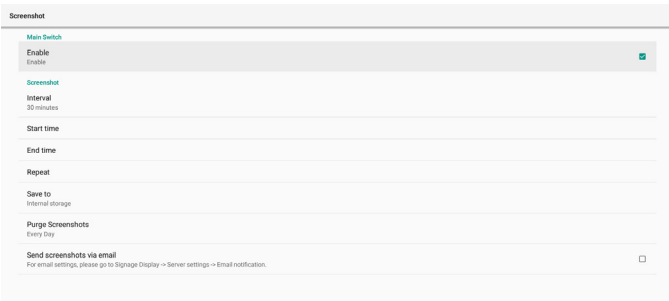 Screenshot
Main Switch
Enable
Enable
Screenshot
Interval
30 minutes
Start time
End time
Repeat
Save to
Internal storage
Purge Screenshots
Every Day
Send screenshots via email
For email settings, please go to Signage Display -> Server settings -> Email notification.